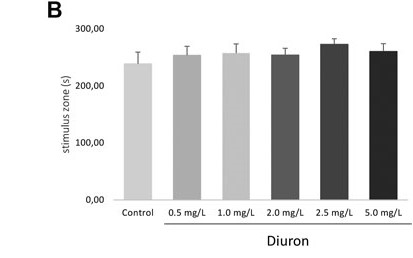 B
300,00
200,00
100,00
0,00
stimulus zone (s)
Control 0.5 mg/L 1.0 mg/L 2.0 mg/L 2.5 mg/L 5.0 mg/L
Diuron